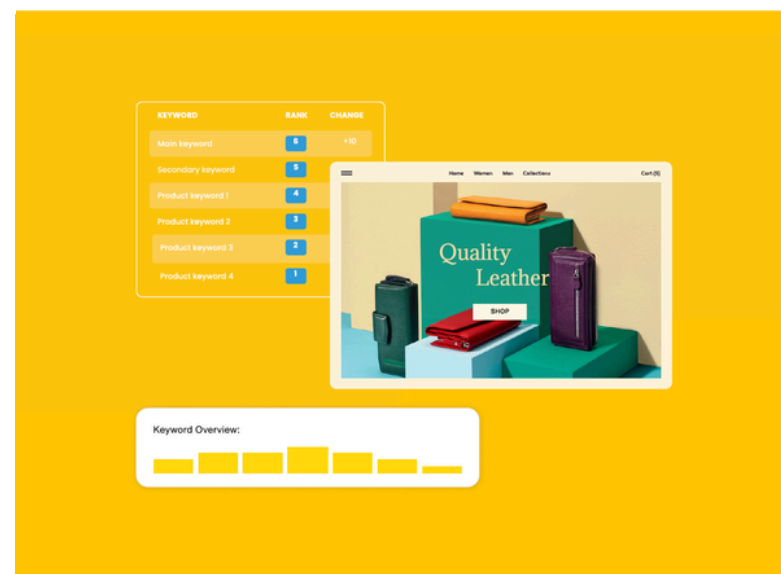 KEYWORD RANK CHANGE
Main keyword 6 +10
Secondary keyword 5
Product keyword 1 4
Product keyword 2 3
Product keyword 3 2
Product keyword 4 1
Home Women Men Collections Cart (5)
Quality
Leather
SHOP
Keyword Overview: